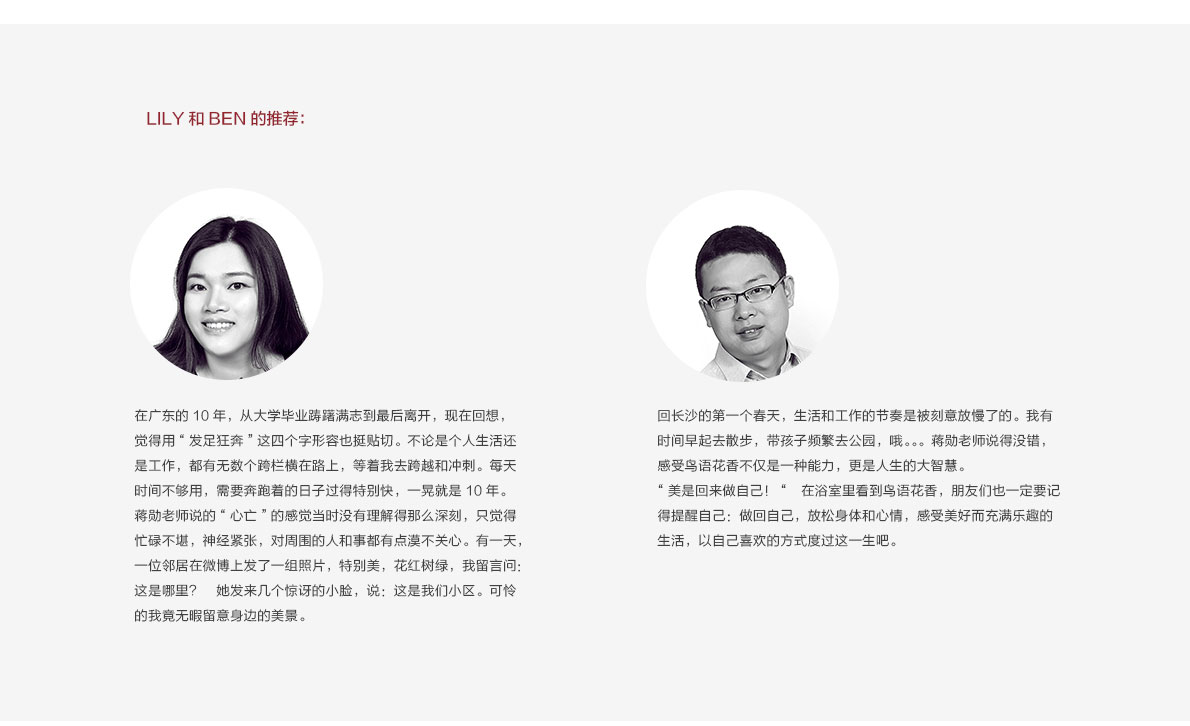 LILY 和 BEN 的推荐：
在广东的 10 年，从大学毕业踌躇满志到最后离开，现在回想，
觉得用“ 发足狂奔 ”这四个字形容也挺贴切。不论是个人生活还
是工作，都有无数个跨栏横在路上，等着我去跨越和冲刺。每天
时间不够用，需要奔跑着的日子过得特别快，一晃就是 10 年。
蒋勋老师说的“ 心亡 ”的感觉当时没有理解得那么深刻，只觉得
忙碌不堪，神经紧张，对周围的人和事都有点漠不关心。有一天，
一位邻居在微博上发了一组照片，特别美，花红树绿，我留言问：
这是哪里？　她发来几个惊讶的小脸，说：这是我们小区。可怜
的我竟无暇留意身边的美景。
回长沙的第一个春天，生活和工作的节奏是被刻意放慢了的。我有
时间早起去散步，带孩子频繁去公园，哦。。。蒋勋老师说得没错，
感受鸟语花香不仅是一种能力，更是人生的大智慧。
“ 美是回来做自己！“　在浴室里看到鸟语花香，朋友们也一定要记
得提醒自己：做回自己，放松身体和心情，感受美好而充满乐趣的
生活，以自己喜欢的方式度过这一生吧。